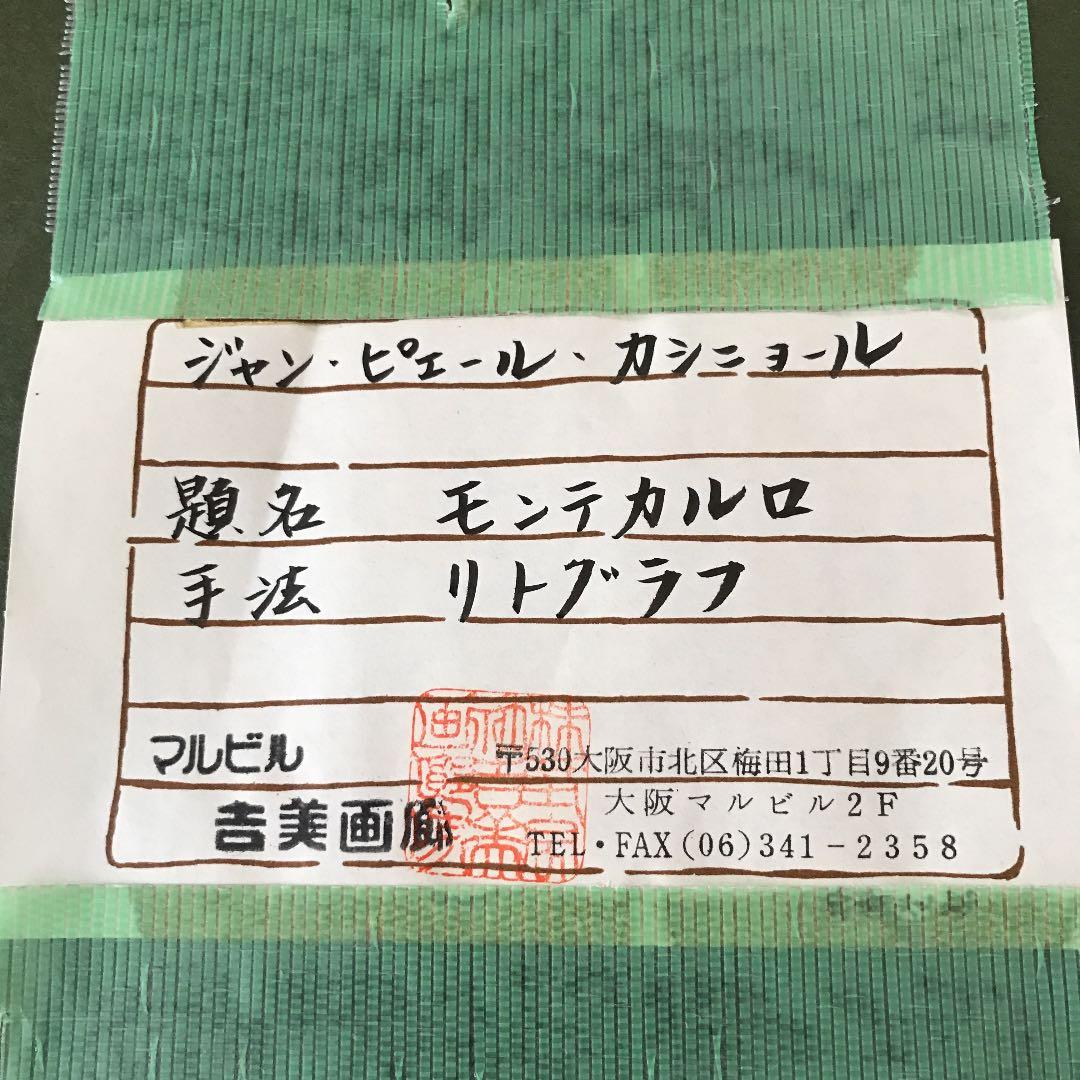 ジャン・ピエール・カシニョール
題名 モンテカルロ
手法 リトグラフ
マルビル 〒530大阪市北区梅田1丁目9番20号
吉美画廊 大阪マルビル2F
TEL・FAX(06)341-2358